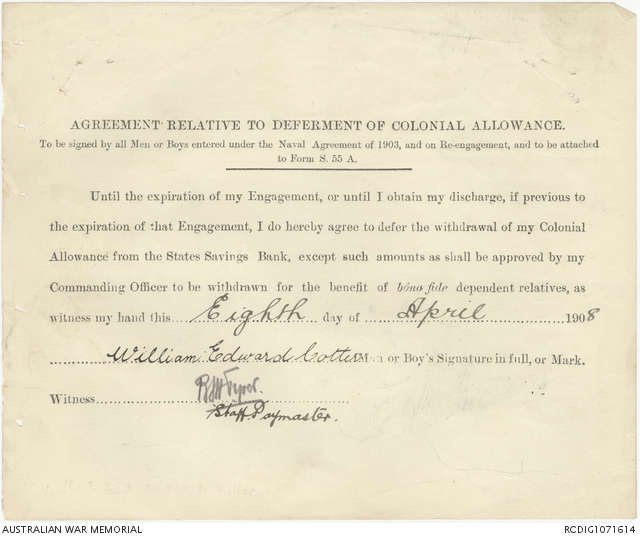 AGREEMENT RELATIVE TO DEFERMENT OF COLONIAL ALLOWANCE.
To be signed by all Men or Boys entered under the Naval Agreement of 1903, and on Re-engagement, and to be attached
to Form S. 55 A.
Until the expiration of my Engagement, or until I obtain my discharge, if previous to
the expiration of that Engagement, I do hereby agree to defer the withdrawal of my Colonial
Allowance from the States Savings Bank, except such amounts as shall be approved by my
Commanding Officer to be withdrawn for the benefit of bóna fide dependent relatives, as
witness my hand this Eighth day of April 1908
William Edward or Boy's Signature in full, or Mark.
Witness
Staff Paymaster.
AUSTRALIAN WAR MEMORIAL
RCDIG1071614